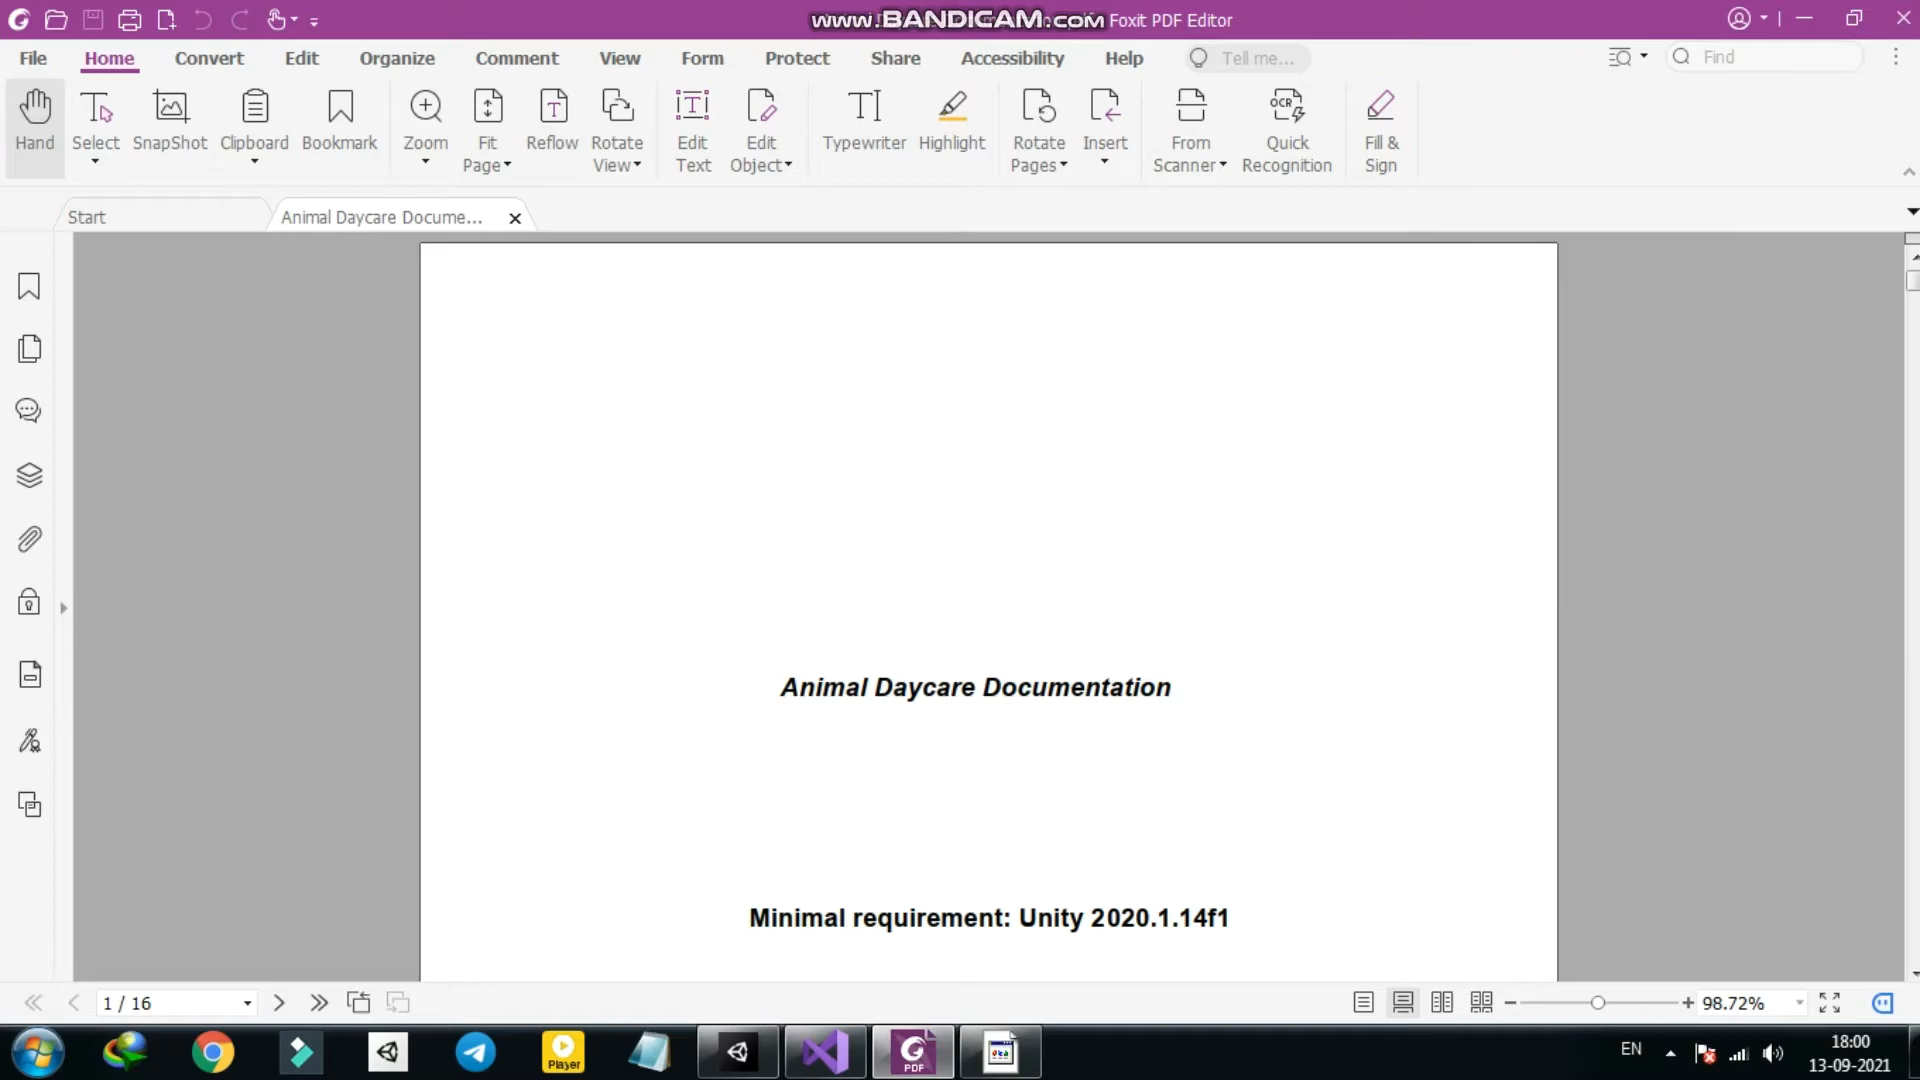 www.BANDICAM.com Foxit PDF Editor
File Home Convert Edit Organize Comment View Form Protect Share Accessibility Help Tell me... Find
Hand Select SnapShot Clipboard Bookmark Zoom Fit Page Reflow Rotate View Edit Text Edit Object Typewriter Highlight Rotate Pages Insert From Scanner Quick Recognition Fill & Sign
Start Animal Daycare Docume...
Animal Daycare Documentation
Minimal requirement: Unity 2020.1.14f1
1 / 16 98.72%
Player PDF EN 18:00
13-09-2021